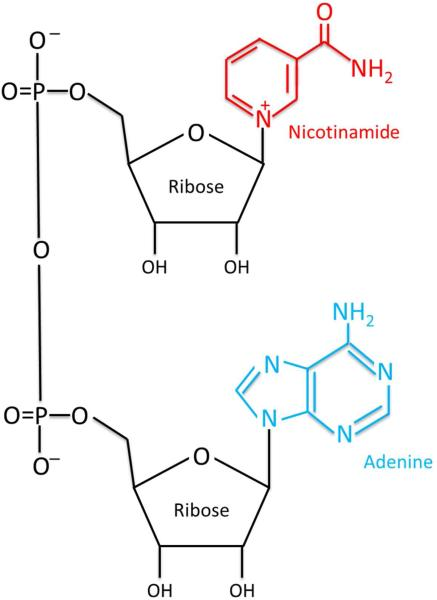 O
O⁻
NH₂
O=P–O
N⁺
Nicotinamide
O
Ribose
O
OH
OH
NH₂
N
N
O=P–O
N
N
O⁻
O
Adenine
Ribose
OH
OH